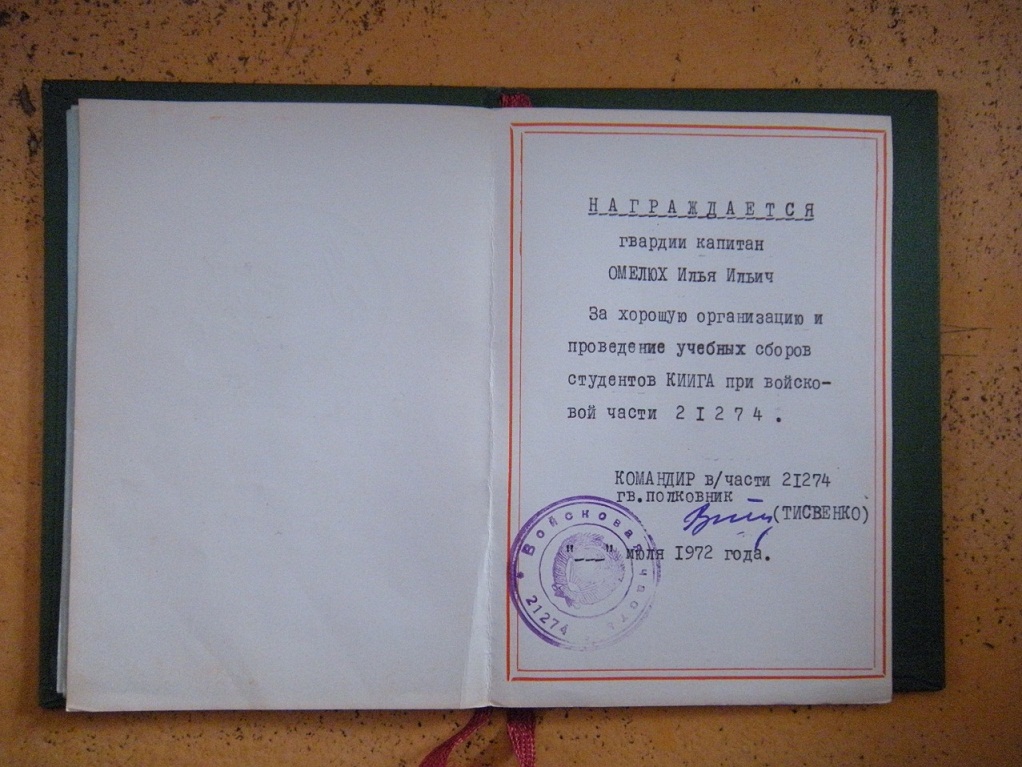 НАГРАЖДАЕТСЯ
гвардии капитан
ОМЕЛЮХ Илья Ильич
За хорошую организацию и
проведение учебных сборов
студентов КИИГА при войско-
вой части 21274.
КОМАНДИР в/части 21274
гв.полковник
(ТИСВЕНКО)
"__" июля 1972 года.
Войсковая часть
21274